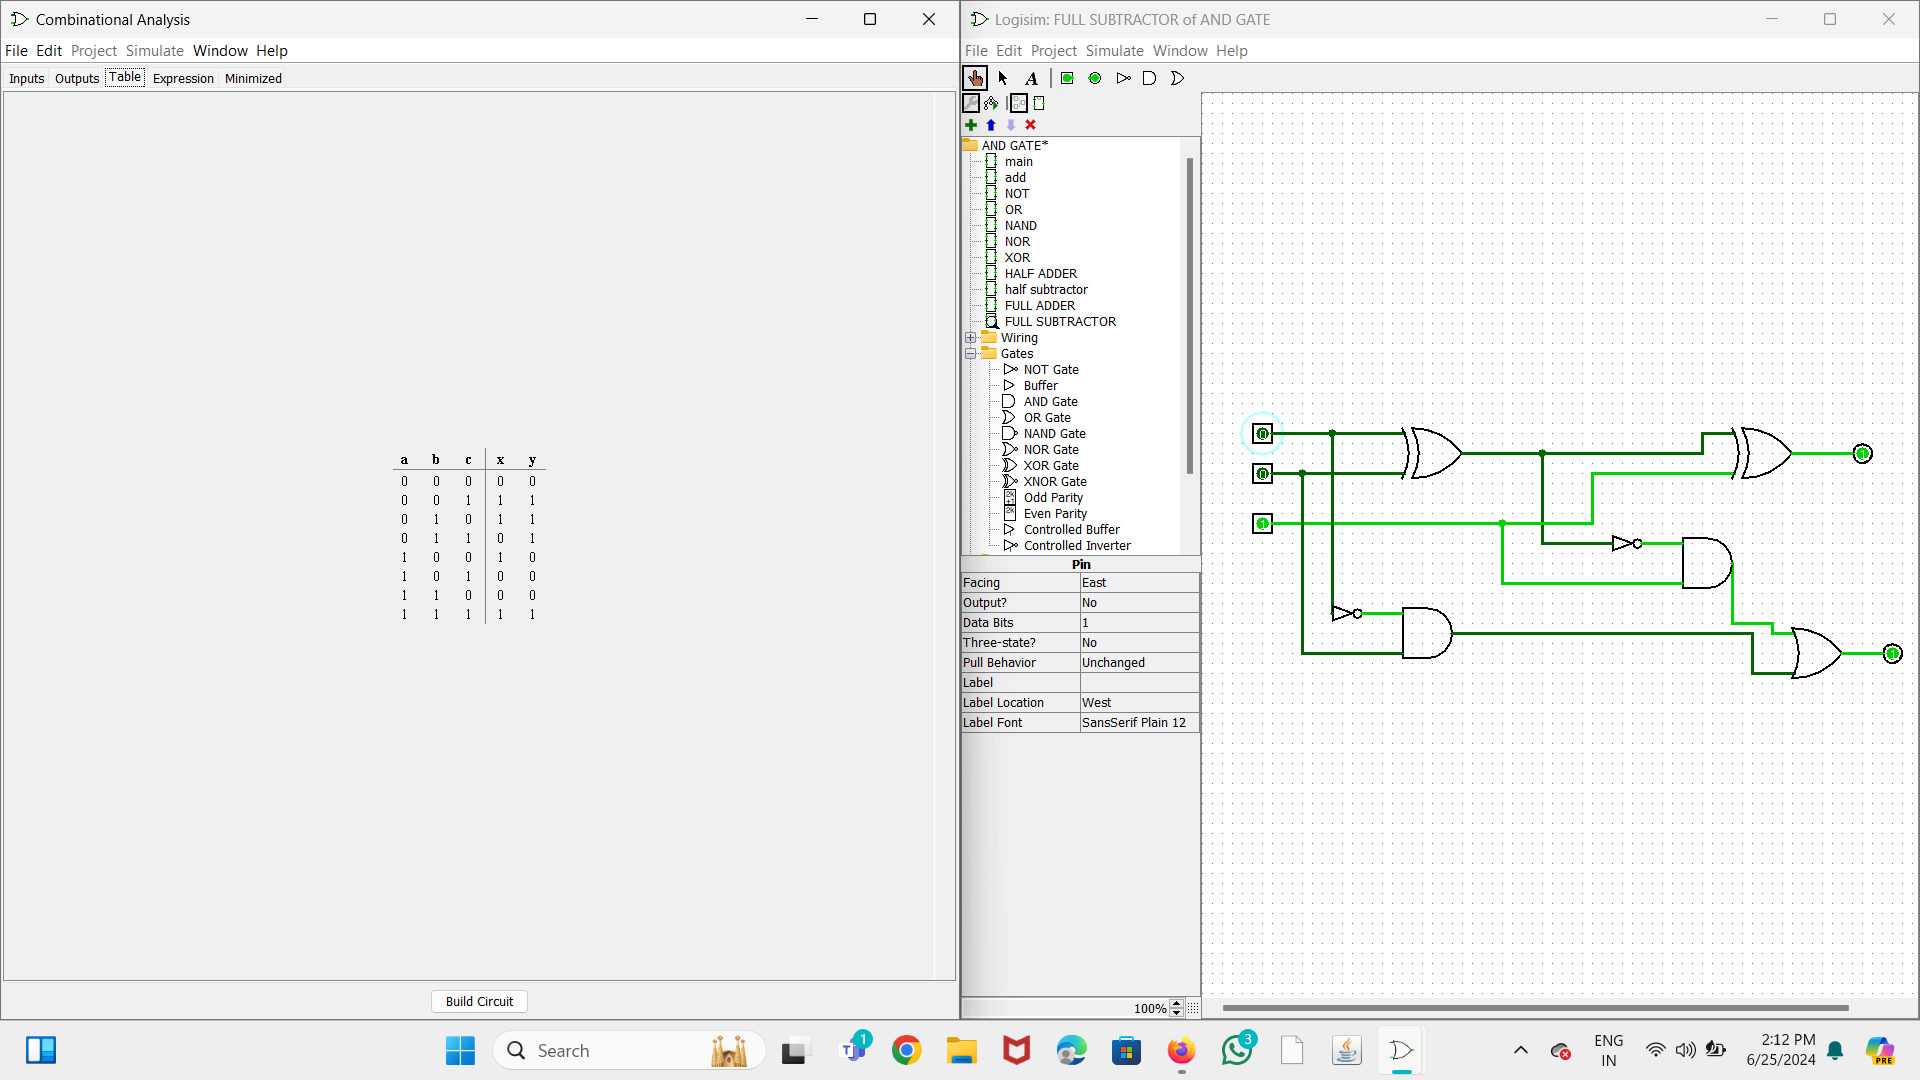 Combinational Analysis
File Edit Project Simulate Window Help
Inputs Outputs Table Expression Minimized
a b c x y
0 0 0 0 0
0 0 1 1 1
0 1 0 1 1
0 1 1 0 1
1 0 0 1 0
1 0 1 0 0
1 1 0 0 0
1 1 1 1 1
Build Circuit
Logisim: FULL SUBTRACTOR of AND GATE
File Edit Project Simulate Window Help
A
AND GATE*
main
add
NOT
OR
NAND
NOR
XOR
HALF ADDER
half subtractor
FULL ADDER
FULL SUBTRACTOR
Wiring
Gates
NOT Gate
Buffer
AND Gate
OR Gate
NAND Gate
NOR Gate
XOR Gate
XNOR Gate
Odd Parity
Even Parity
Controlled Buffer
Controlled Inverter
Pin
Facing East
Output? No
Data Bits 1
Three-state? No
Pull Behavior Unchanged
Label
Label Location West
Label Font SansSerif Plain 12
100%
0
0
1
1
1
Search
1
3
ENG
IN
2:12 PM
6/25/2024
PRE